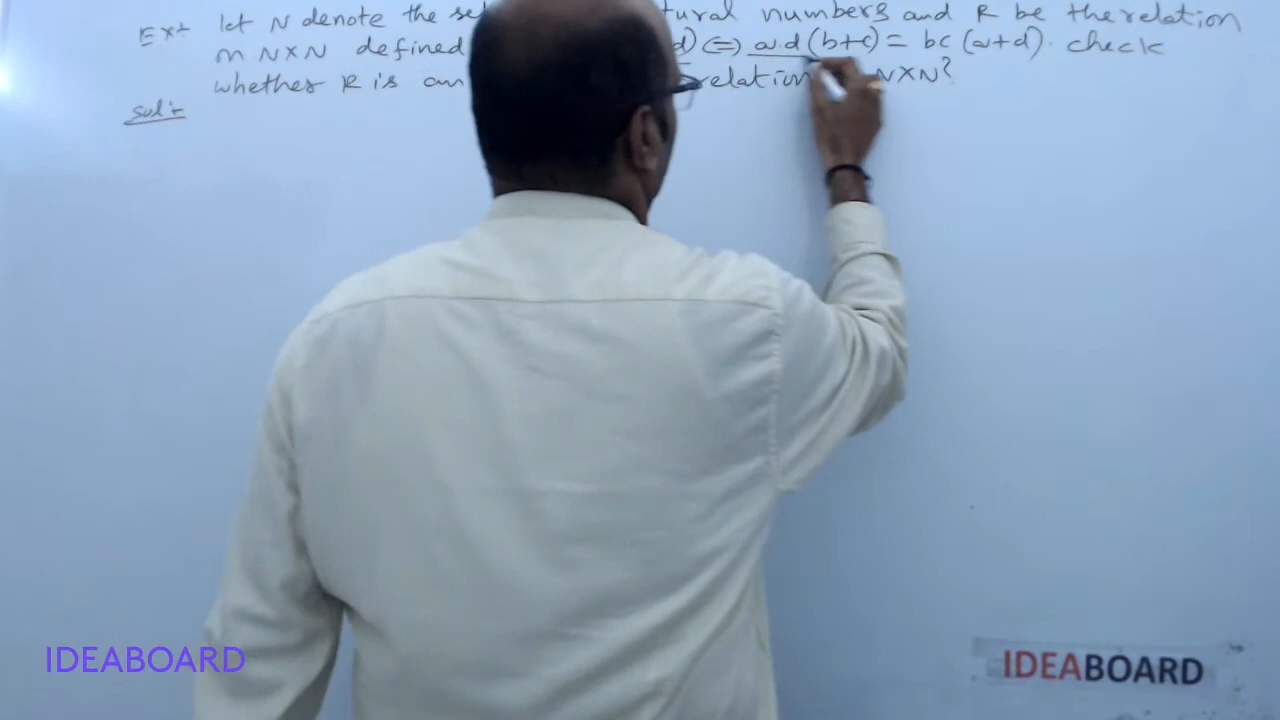 Ex:- let N denote the set tural numbers and R be the relation
on N×N defined d) ⇔ a.d(b+c) = bc(a+d). check
whether R is an relation N×N?
Sol:-
IDEABOARD
IDEABOARD